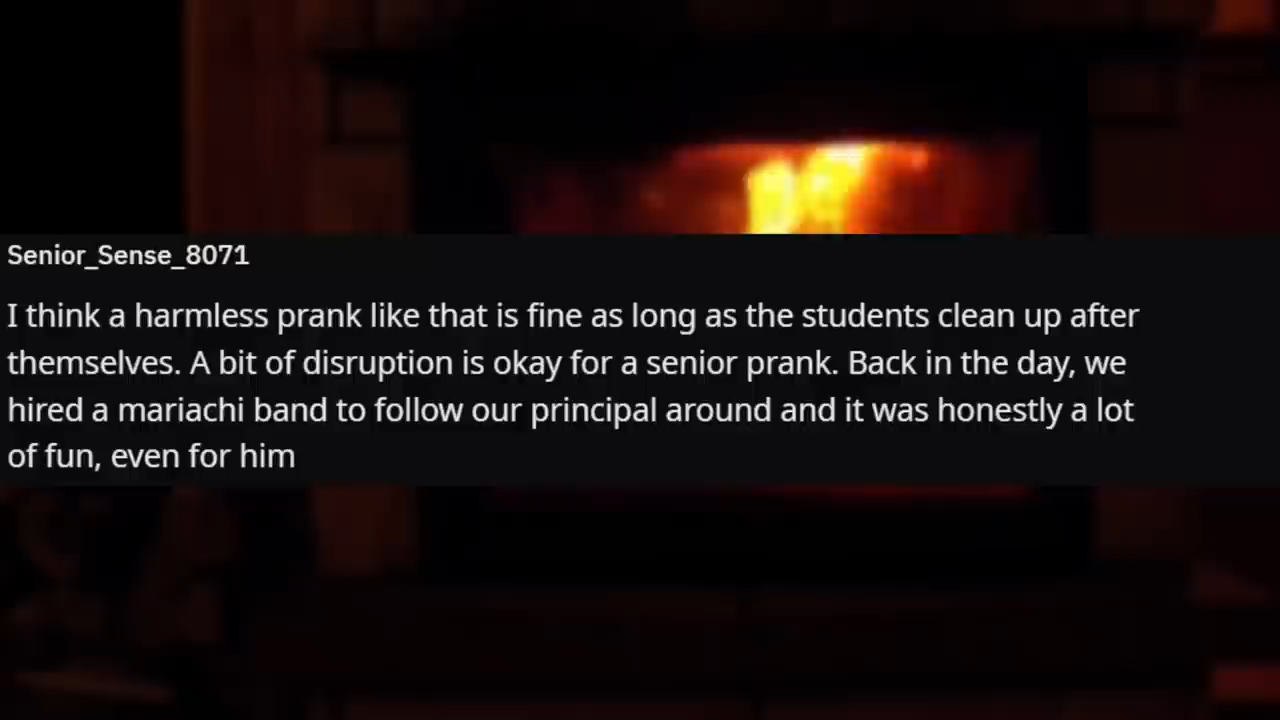 Senior_Sense_8071
I think a harmless prank like that is fine as long as the students clean up after
themselves. A bit of disruption is okay for a senior prank. Back in the day, we
hired a mariachi band to follow our principal around and it was honestly a lot
of fun, even for him